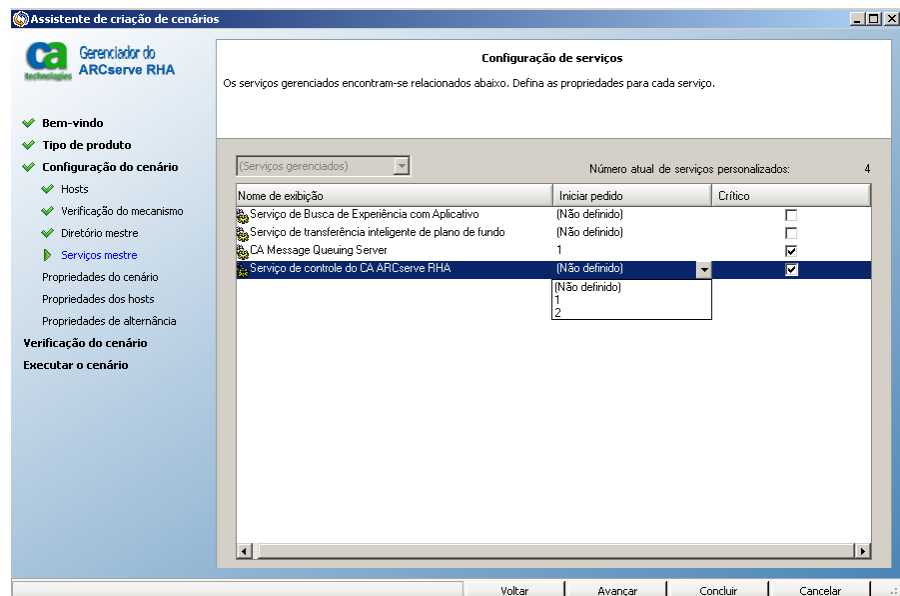 Assistente de criação de cenários
ca
technologies
Gerenciador do
ARCserve RHA
Bem-vindo
Tipo de produto
Configuração do cenário
Hosts
Verificação do mecanismo
Diretório mestre
Serviços mestre
Propriedades do cenário
Propriedades dos hosts
Propriedades de alternância
Verificação do cenário
Executar o cenário
Configuração de serviços
Os serviços gerenciados encontram-se relacionados abaixo. Defina as propriedades para cada serviço.
(Serviços gerenciados) Número atual de serviços personalizados: 4
Nome de exibição Iniciar pedido Crítico
Serviço de Busca de Experiência com Aplicativo (Não definido)
Serviço de transferência inteligente de plano de fundo (Não definido)
CA Message Queuing Server 1
Serviço de controle do CA ARCserve RHA (Não definido)
(Não definido)
1
2
Voltar Avançar Concluir Cancelar